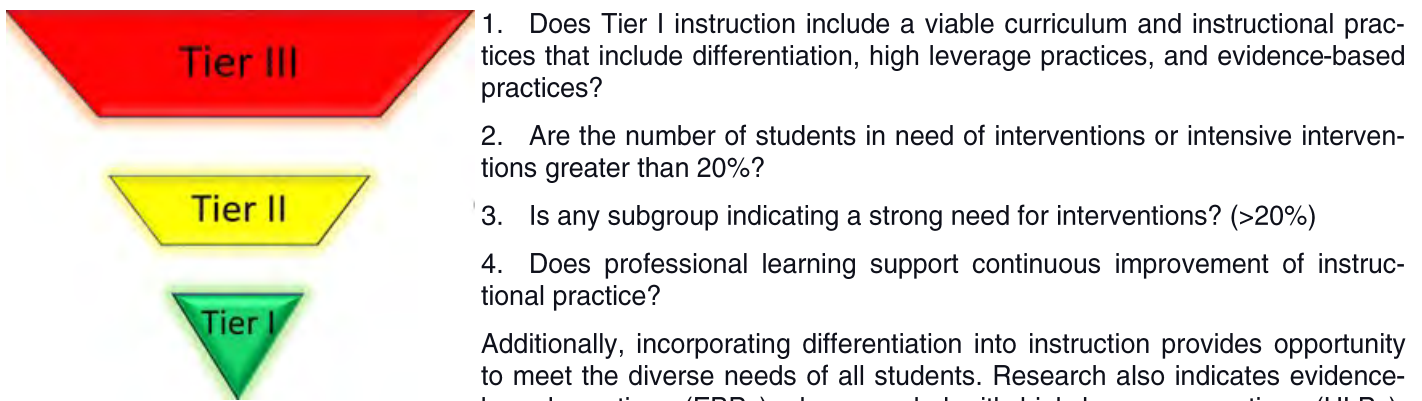 Tier III
Tier II
Tier I
1. Does Tier I instruction include a viable curriculum and instructional prac-
tices that include differentiation, high leverage practices, and evidence-based
practices?
2. Are the number of students in need of interventions or intensive interven-
tions greater than 20%?
3. Is any subgroup indicating a strong need for interventions? (>20%)
4. Does professional learning support continuous improvement of instruc-
tional practice?
Additionally, incorporating differentiation into instruction provides opportunity
to meet the diverse needs of all students. Research also indicates evidence-